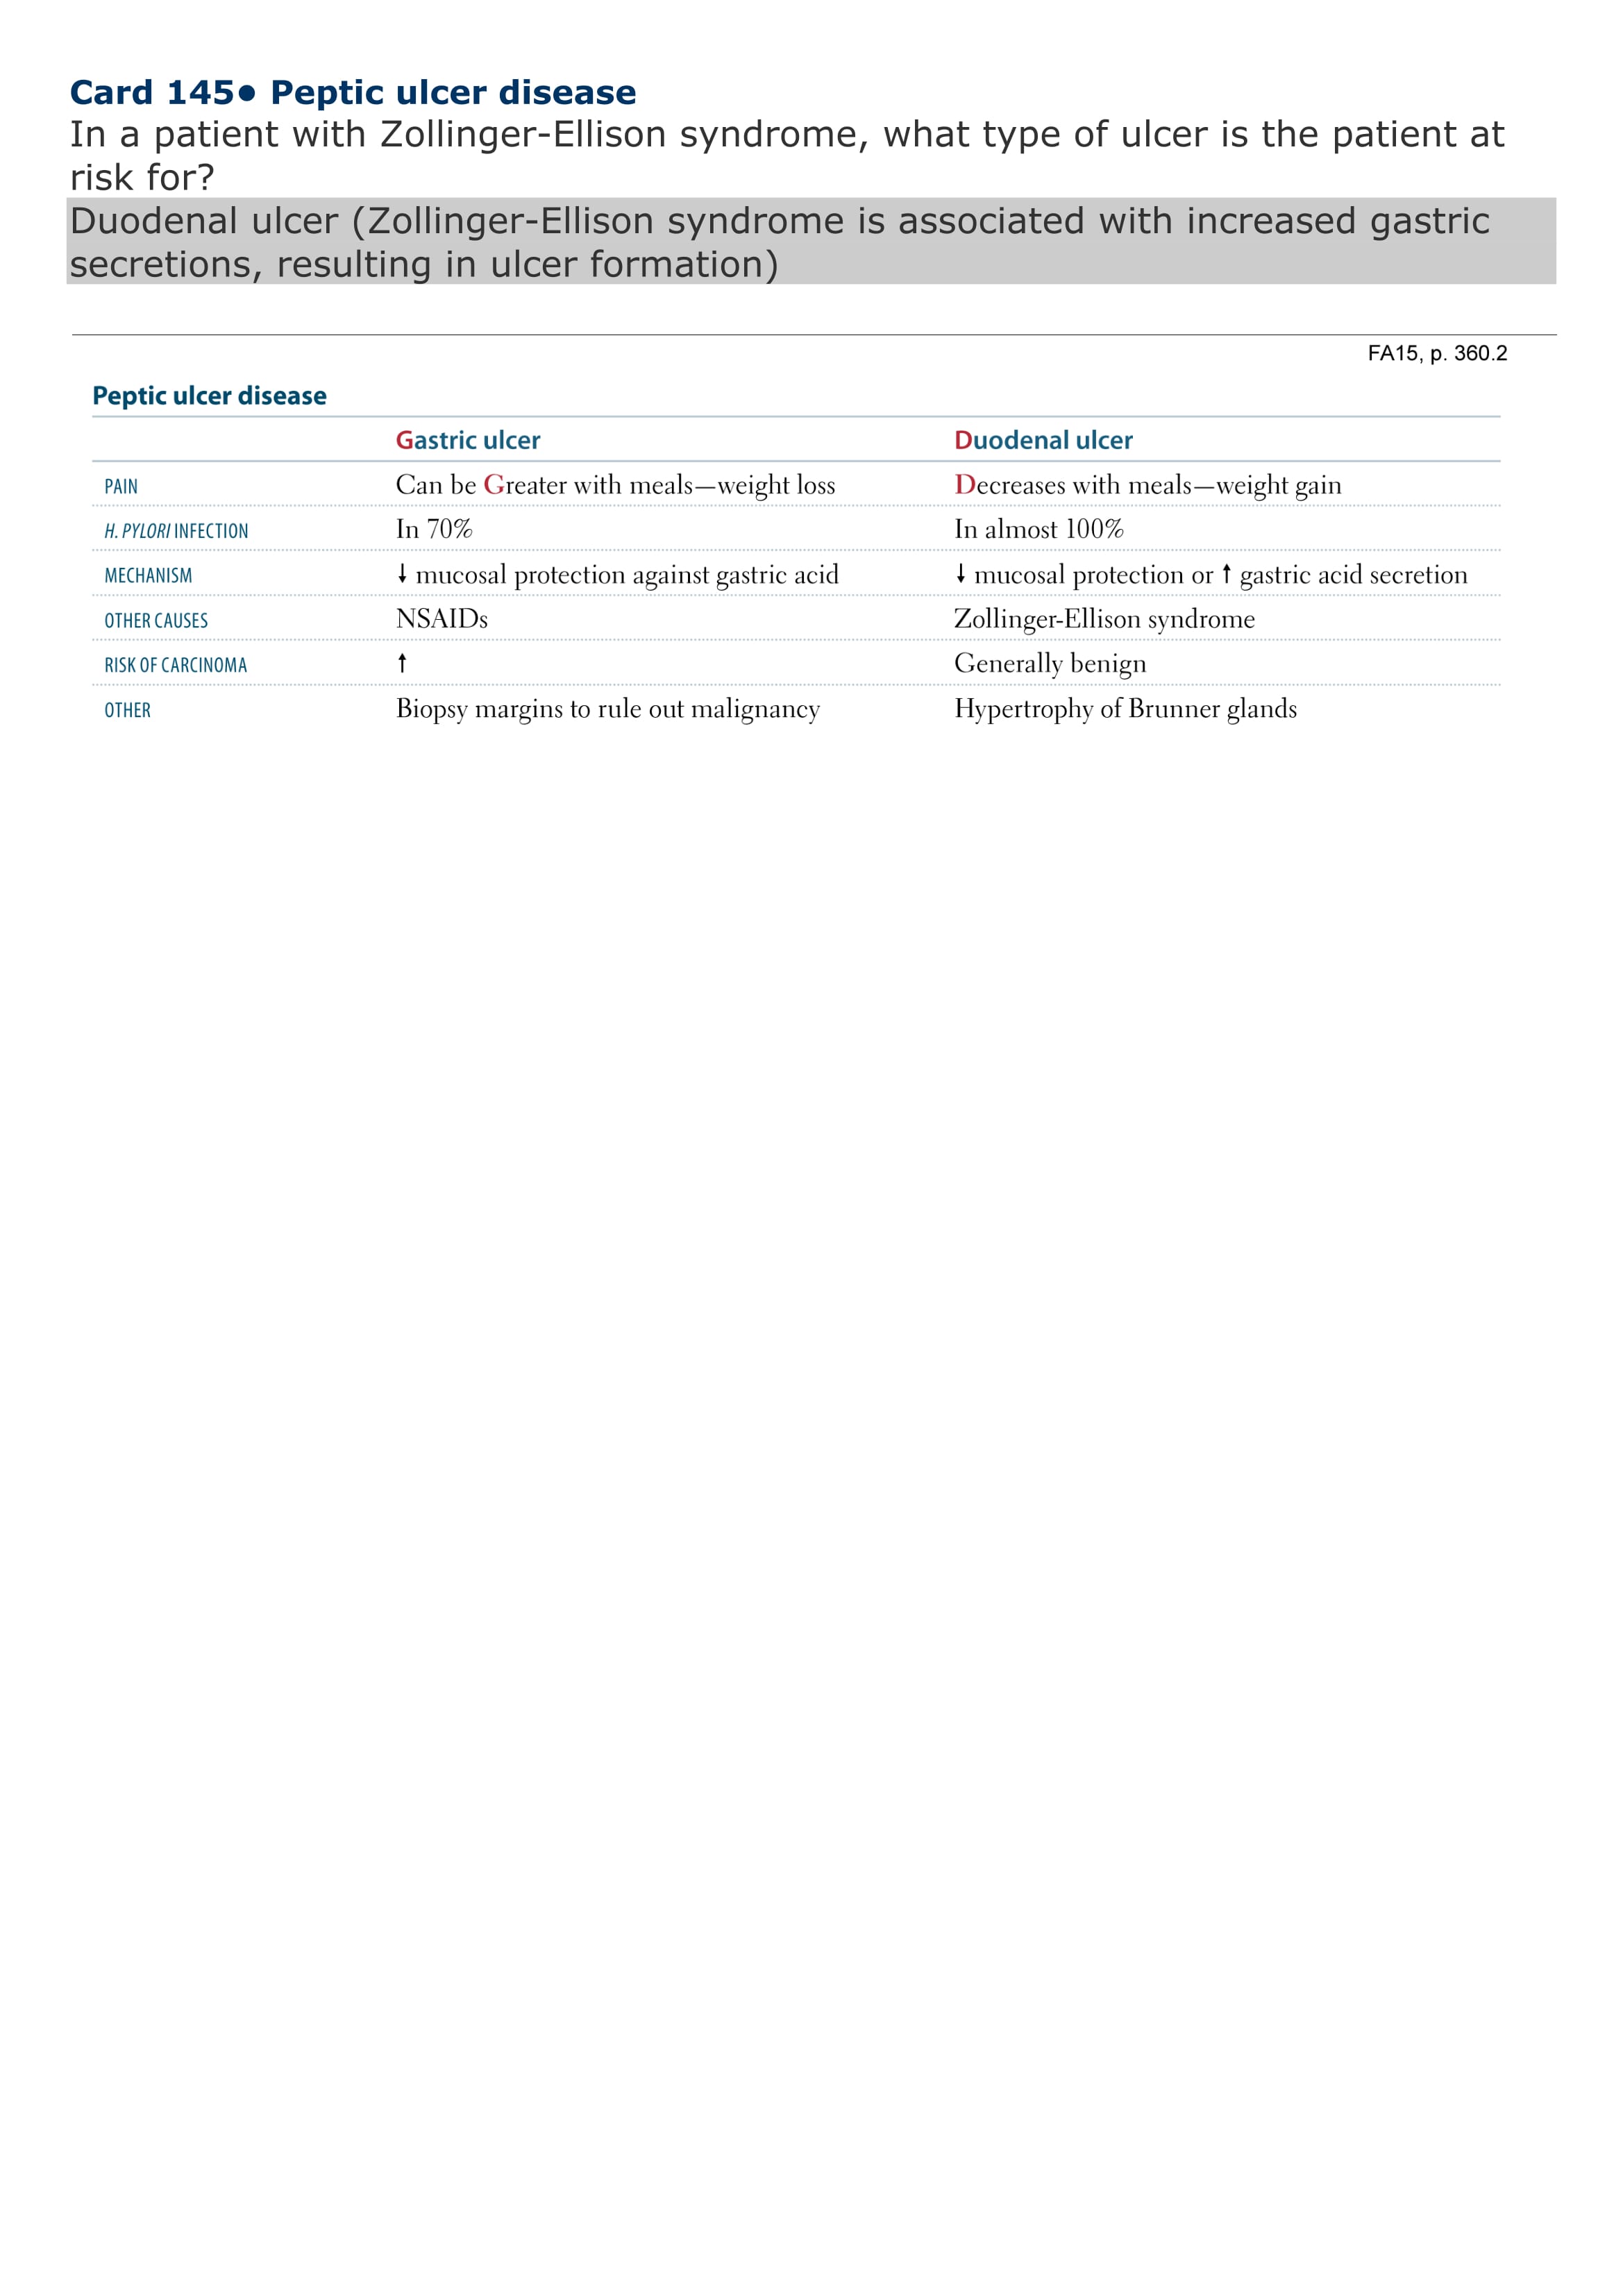 Card 145• Peptic ulcer disease
In a patient with Zollinger-Ellison syndrome, what type of ulcer is the patient at
risk for?
Duodenal ulcer (Zollinger-Ellison syndrome is associated with increased gastric
secretions, resulting in ulcer formation)
FA15, p. 360.2
Peptic ulcer disease
Gastric ulcer Duodenal ulcer
PAIN Can be Greater with meals—weight loss Decreases with meals—weight gain
H. PYLORI INFECTION In 70% In almost 100%
MECHANISM ↓ mucosal protection against gastric acid ↓ mucosal protection or ↑ gastric acid secretion
OTHER CAUSES NSAIDs Zollinger-Ellison syndrome
RISK OF CARCINOMA ↑ Generally benign
OTHER Biopsy margins to rule out malignancy Hypertrophy of Brunner glands